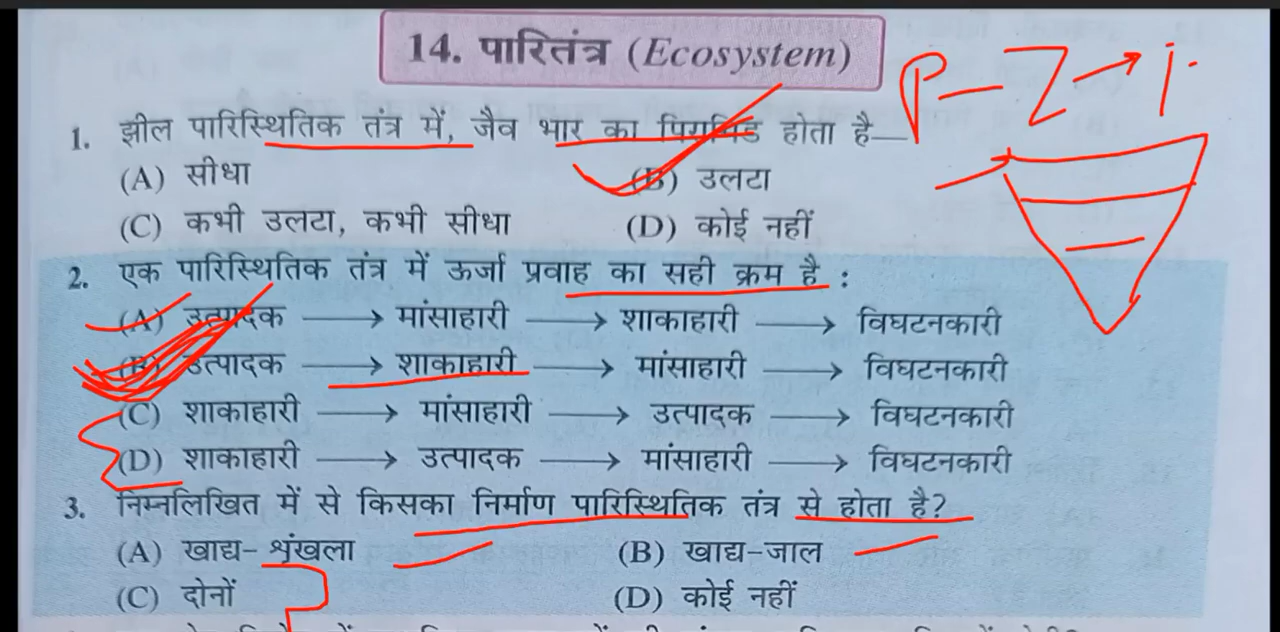 14. पारितंत्र (Ecosystem)
P – Z → i.
1. झील पारिस्थितिक तंत्र में, जैव भार का पिरामिड होता है—
(A) सीधा (B) उलटा
(C) कभी उलटा, कभी सीधा (D) कोई नहीं
2. एक पारिस्थितिक तंत्र में ऊर्जा प्रवाह का सही क्रम है :
(A) उत्पादक ⟶ मांसाहारी ⟶ शाकाहारी ⟶ विघटनकारी
(B) उत्पादक ⟶ शाकाहारी ⟶ मांसाहारी ⟶ विघटनकारी
(C) शाकाहारी ⟶ मांसाहारी ⟶ उत्पादक ⟶ विघटनकारी
(D) शाकाहारी ⟶ उत्पादक ⟶ मांसाहारी ⟶ विघटनकारी
3. निम्नलिखित में से किसका निर्माण पारिस्थितिक तंत्र से होता है?
(A) खाद्य- श्रृंखला (B) खाद्य-जाल
(C) दोनों (D) कोई नहीं